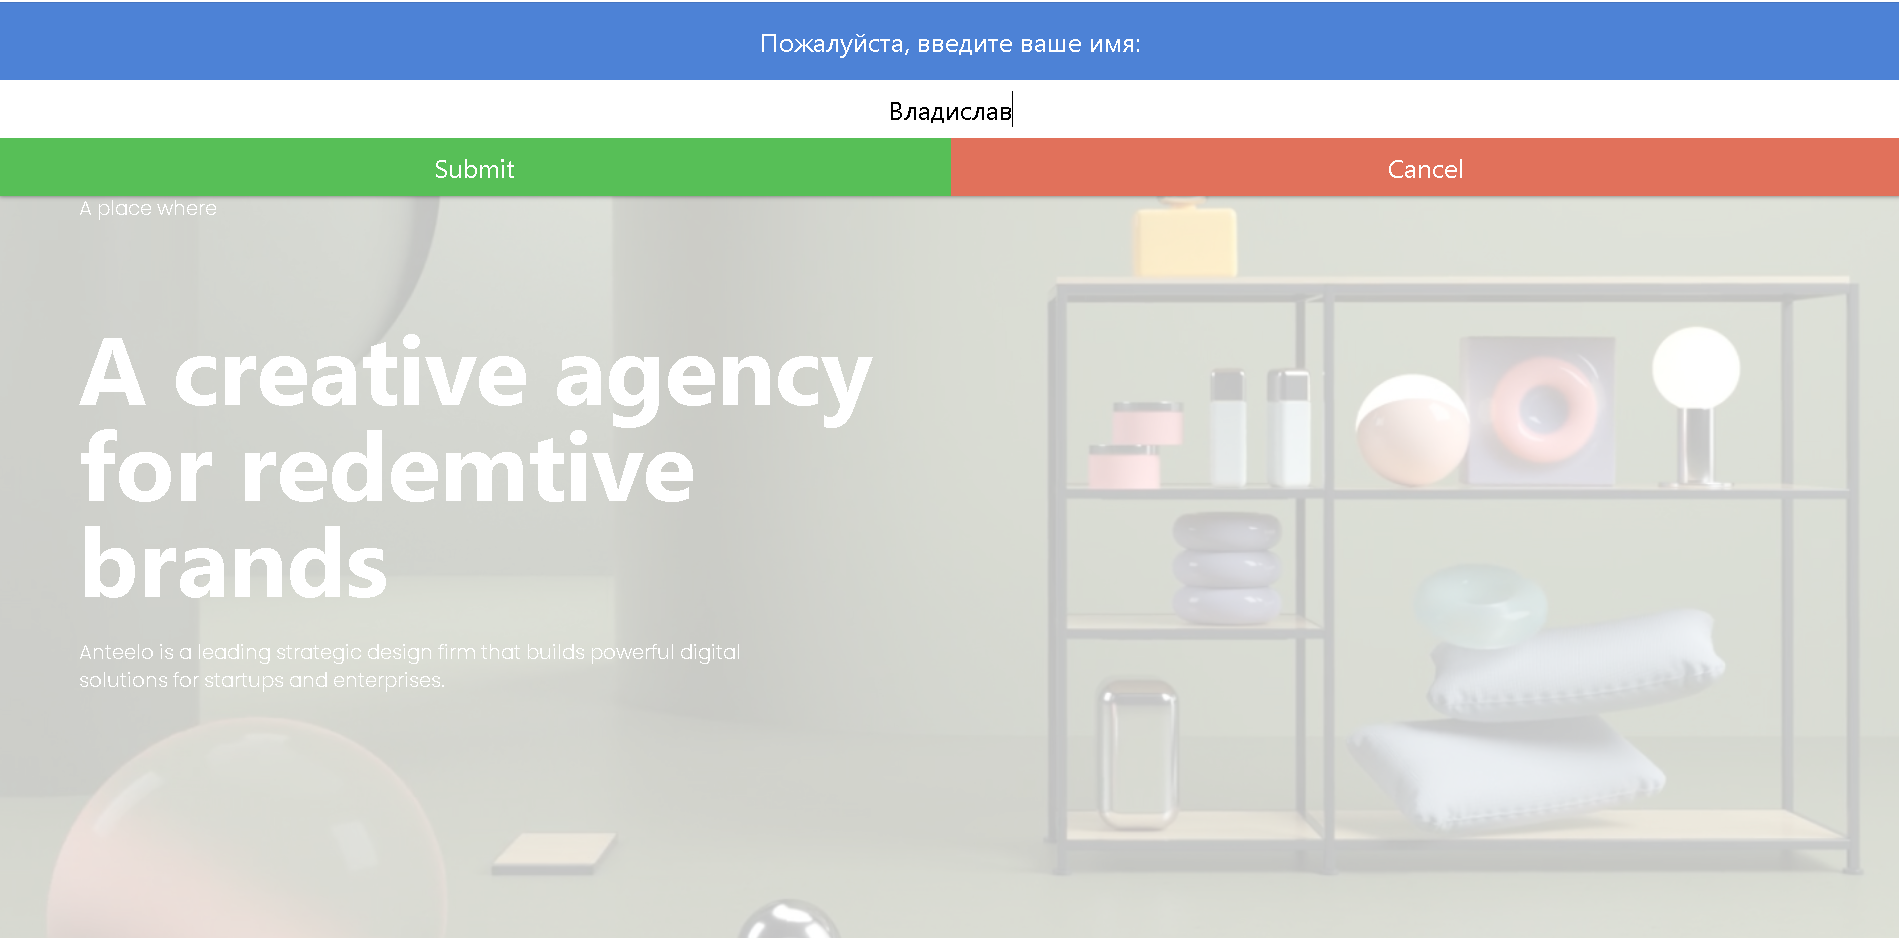 Пожалуйста, введите ваше имя:
Владислав
Submit
Cancel
A place where
A creative agency
for redemtive
brands
Anteelo is a leading strategic design firm that builds powerful digital
solutions for startups and enterprises.